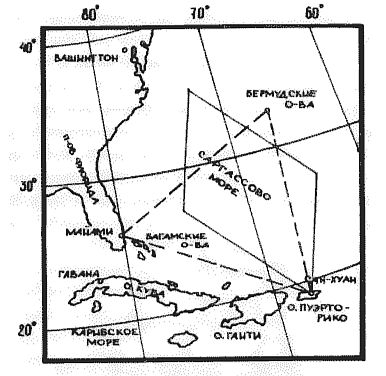 80° 70° 60°
40°
ВАШИНГТОН
БЕРМУДСКИЕ
О-ВА
П-ОВ ФЛОРИДА
САРГАССОВО
МОРЕ
30°
МАЙАМИ
БАГАМСКИЕ
О-ВА
ГАВАНА
О. КУБА
САН-ХУАН
О. ПУЭРТО-
РИКО
20°
КАРИБСКОЕ
МОРЕ
О. ГАИТИ